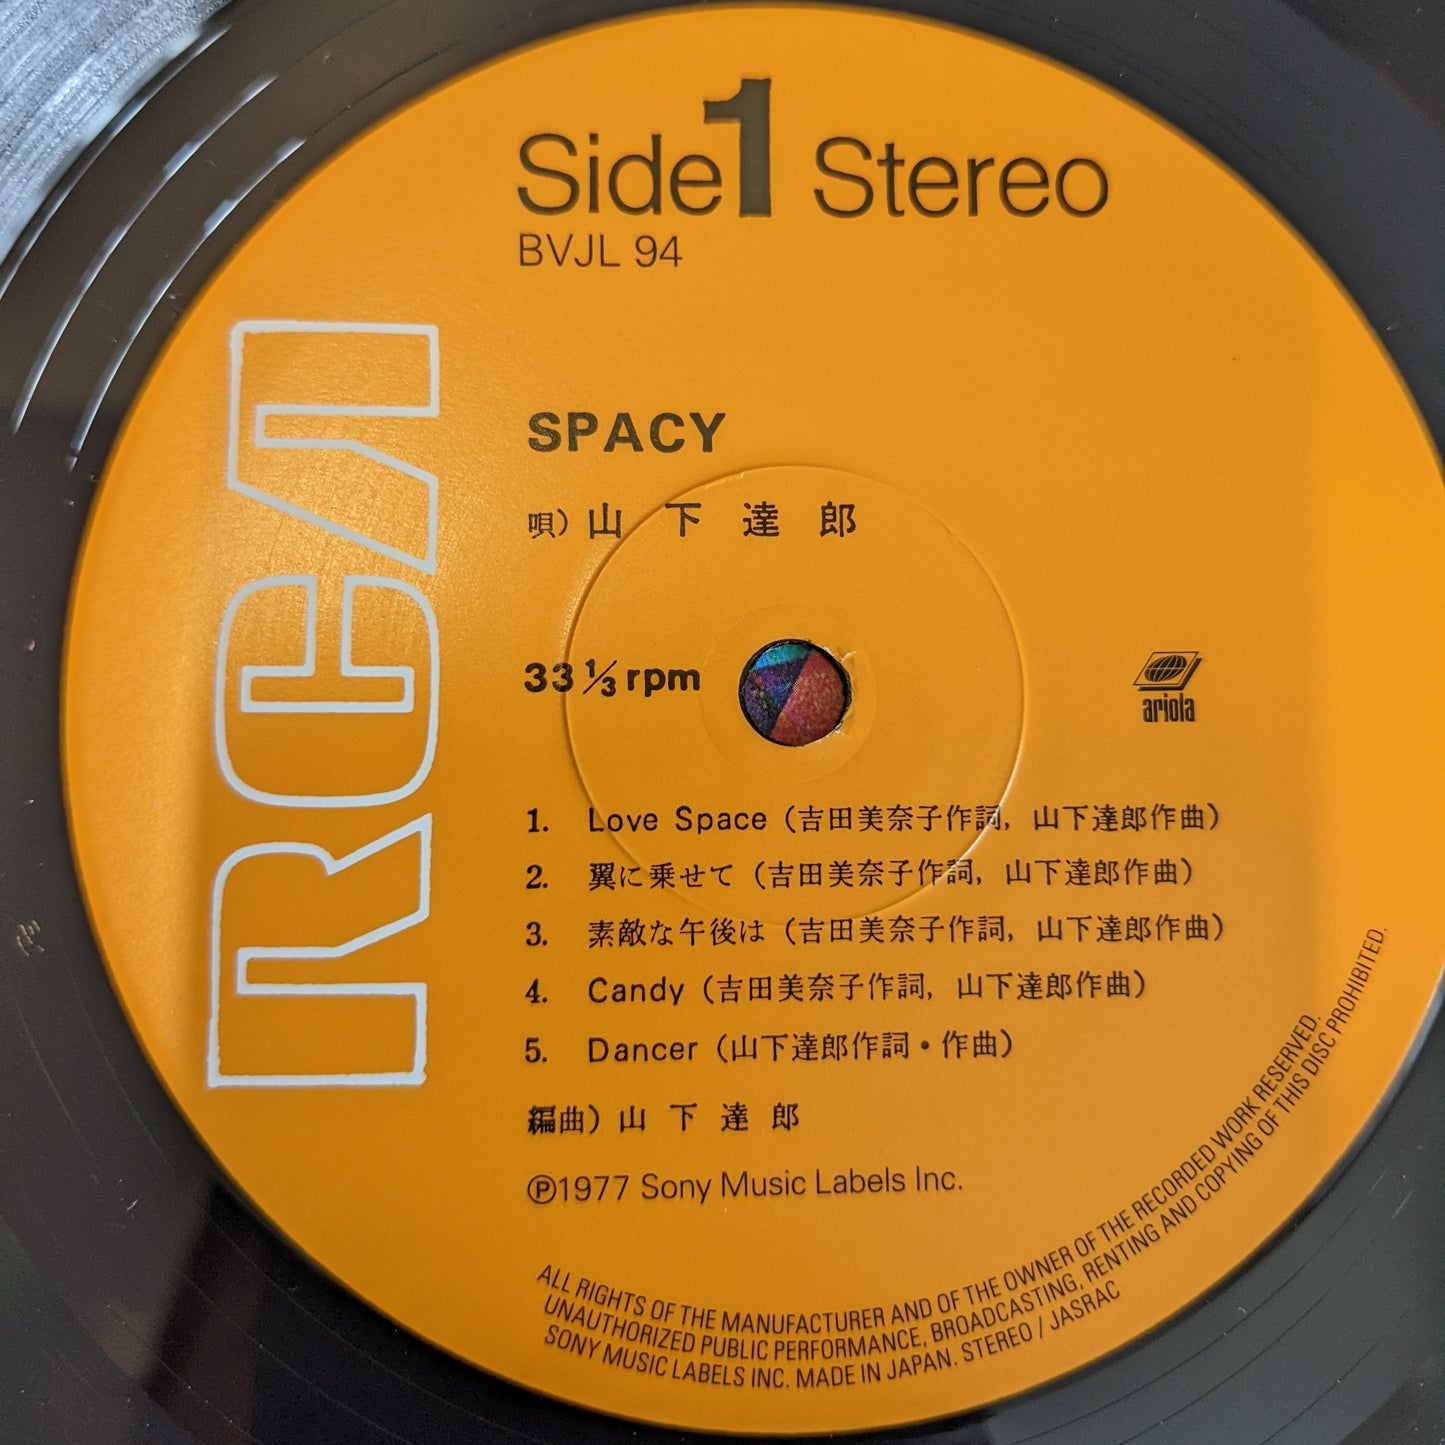 Side 1 Stereo
BVJL 94
RCA
SPACY
唄) 山下達郎
33 1/3 rpm
ariola
1. Love Space (吉田美奈子作詞, 山下達郎作曲)
2. 翼に乗せて (吉田美奈子作詞, 山下達郎作曲)
3. 素敵な午後は (吉田美奈子作詞, 山下達郎作曲)
4. Candy (吉田美奈子作詞, 山下達郎作曲)
5. Dancer (山下達郎作詞・作曲)
編曲) 山下達郎
Ⓟ1977 Sony Music Labels Inc.
ALL RIGHTS OF THE MANUFACTURER AND OF THE OWNER OF THE RECORDED WORK RESERVED.
UNAUTHORIZED PUBLIC PERFORMANCE, BROADCASTING, RENTING AND COPYING OF THIS DISC PROHIBITED.
SONY MUSIC LABELS INC. MADE IN JAPAN. STEREO / JASRAC